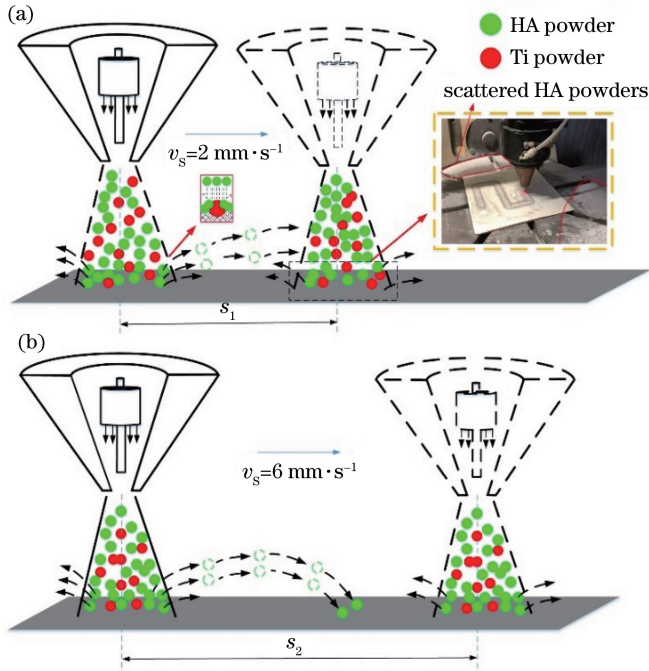 (a)
HA powder
Ti powder
scattered HA powders
vₛ=2 mm·s⁻¹
s₁
(b)
vₛ=6 mm·s⁻¹
s₂